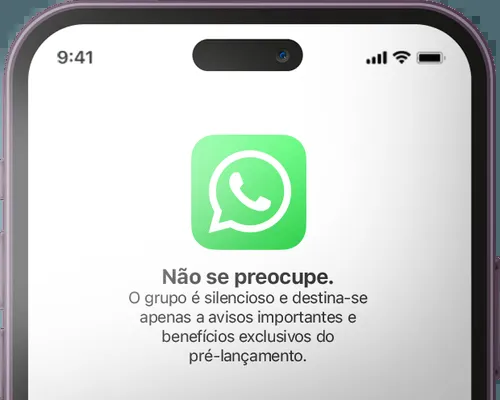 9:41
Não se preocupe.
O grupo é silencioso e destina-se
apenas a avisos importantes e
benefícios exclusivos do
pré-lançamento.